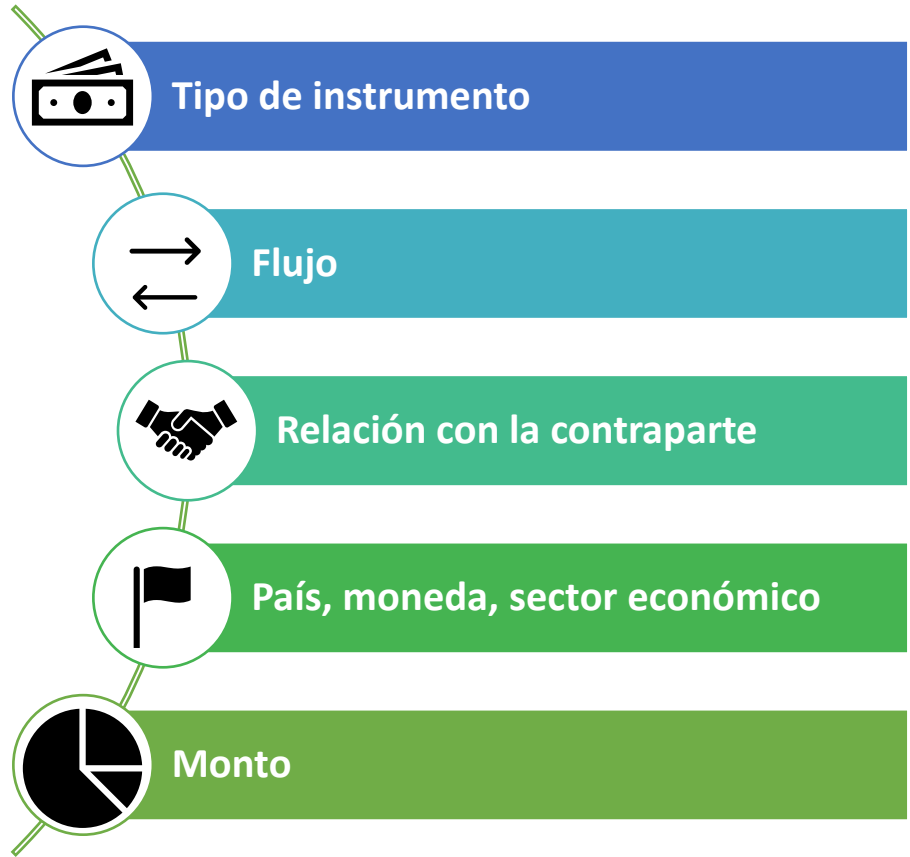 Tipo de instrumento
Flujo
Relación con la contraparte
País, moneda, sector económico
Monto